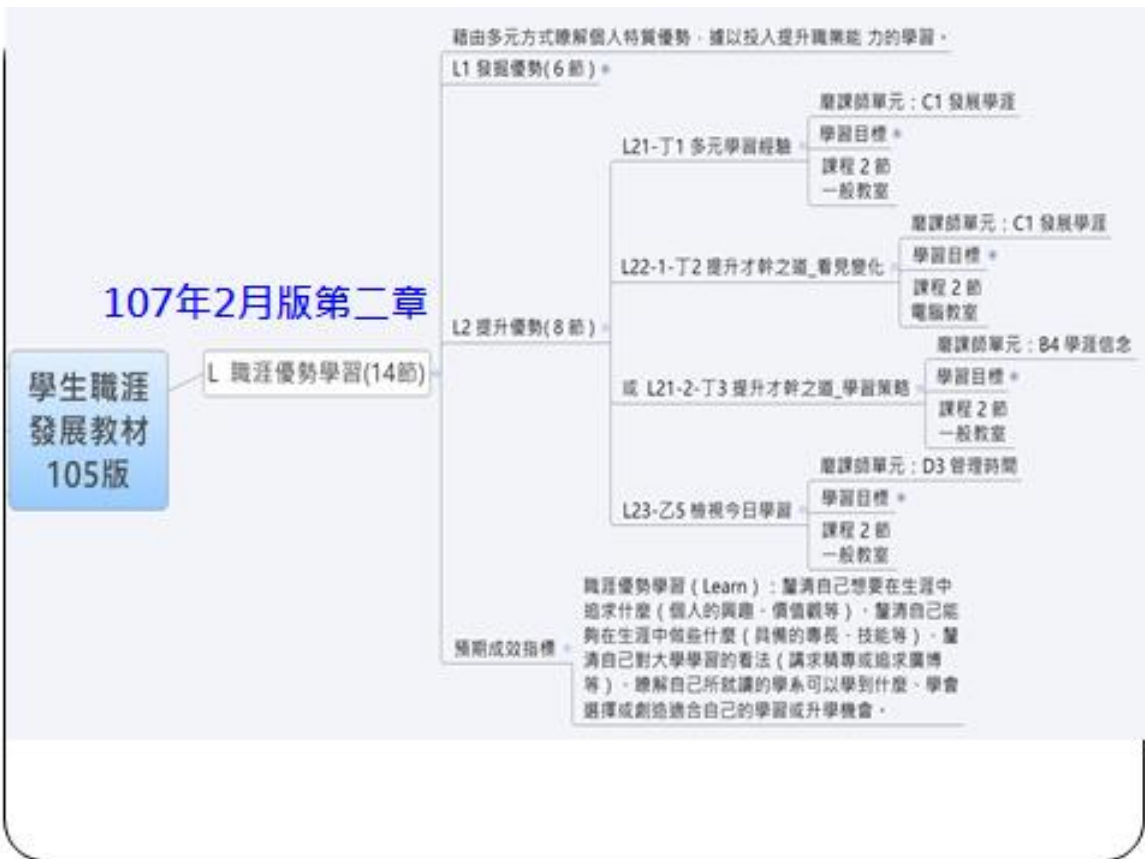 107年2月版第二章
學生職涯
發展教材
105版
L 職涯優勢學習(14節)
藉由多元方式瞭解個人特質優勢，據以投入提升職業能 力的學習。
L1 發掘優勢(6 節)
L2 提升優勢(8 節)
L21-丁1 多元學習經驗
磨課師單元：C1 發展學涯
學習目標
課程 2 節
一般教室
L22-1-丁2 提升才幹之道_看見變化
磨課師單元：C1 發展學涯
學習目標
課程 2 節
電腦教室
或 L21-2-丁3 提升才幹之道_學習策略
磨課師單元：B4 學涯信念
學習目標
課程 2 節
一般教室
L23-乙5 檢視今日學習
磨課師單元：D3 管理時間
學習目標
課程 2 節
一般教室
預期成效指標
職涯優勢學習（Learn）：釐清自己想要在生涯中
追求什麼（個人的興趣、價值觀等）、釐清自己能
夠在生涯中做些什麼（具備的專長、技能等）、釐
清自己對大學學習的看法（講求精專或追求廣博
等）、瞭解自己所就讀的學系可以學到什麼、學會
選擇或創造適合自己的學習或升學機會。